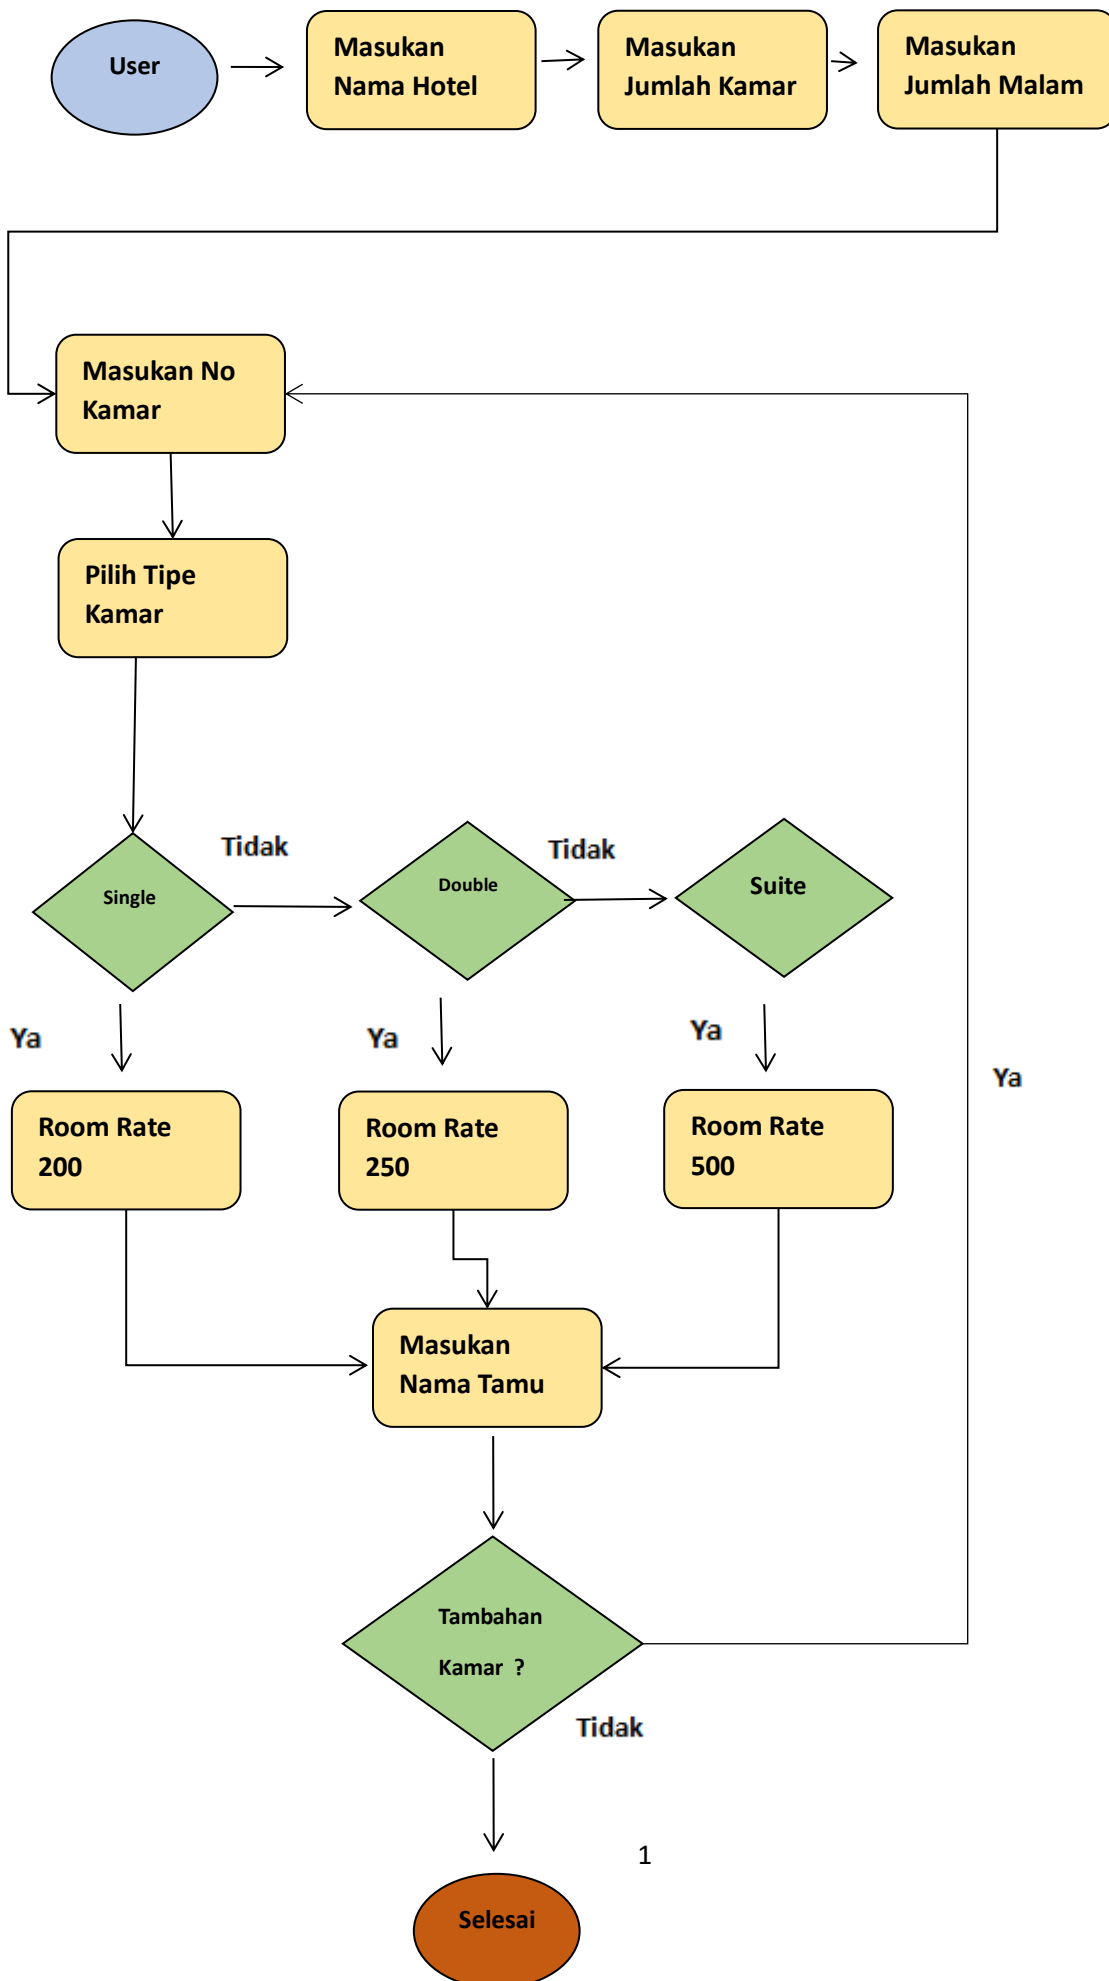 User
Masukan
Nama Hotel
Masukan
Jumlah Kamar
Masukan
Jumlah Malam
Masukan No
Kamar
Pilih Tipe
Kamar
Single
Tidak
Double
Tidak
Suite
Ya
Ya
Ya
Ya
Room Rate
200
Room Rate
250
Room Rate
500
Masukan
Nama Tamu
Tambahan
Kamar ?
Tidak
1
Selesai